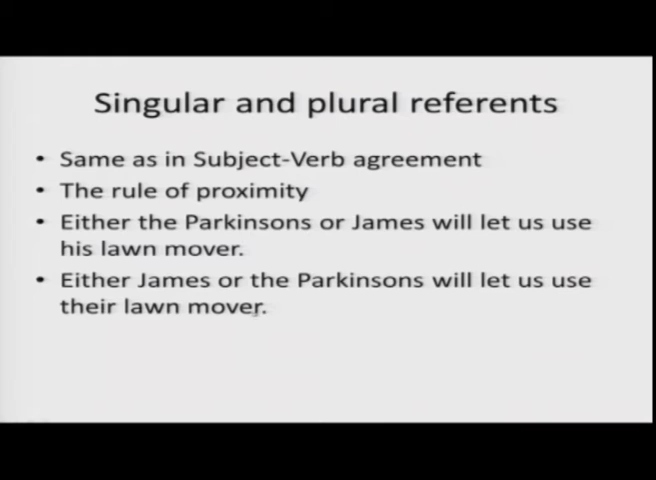 Singular and plural referents
• Same as in Subject-Verb agreement
• The rule of proximity
• Either the Parkinsons or James will let us use
his lawn mover.
• Either James or the Parkinsons will let us use
their lawn mover.